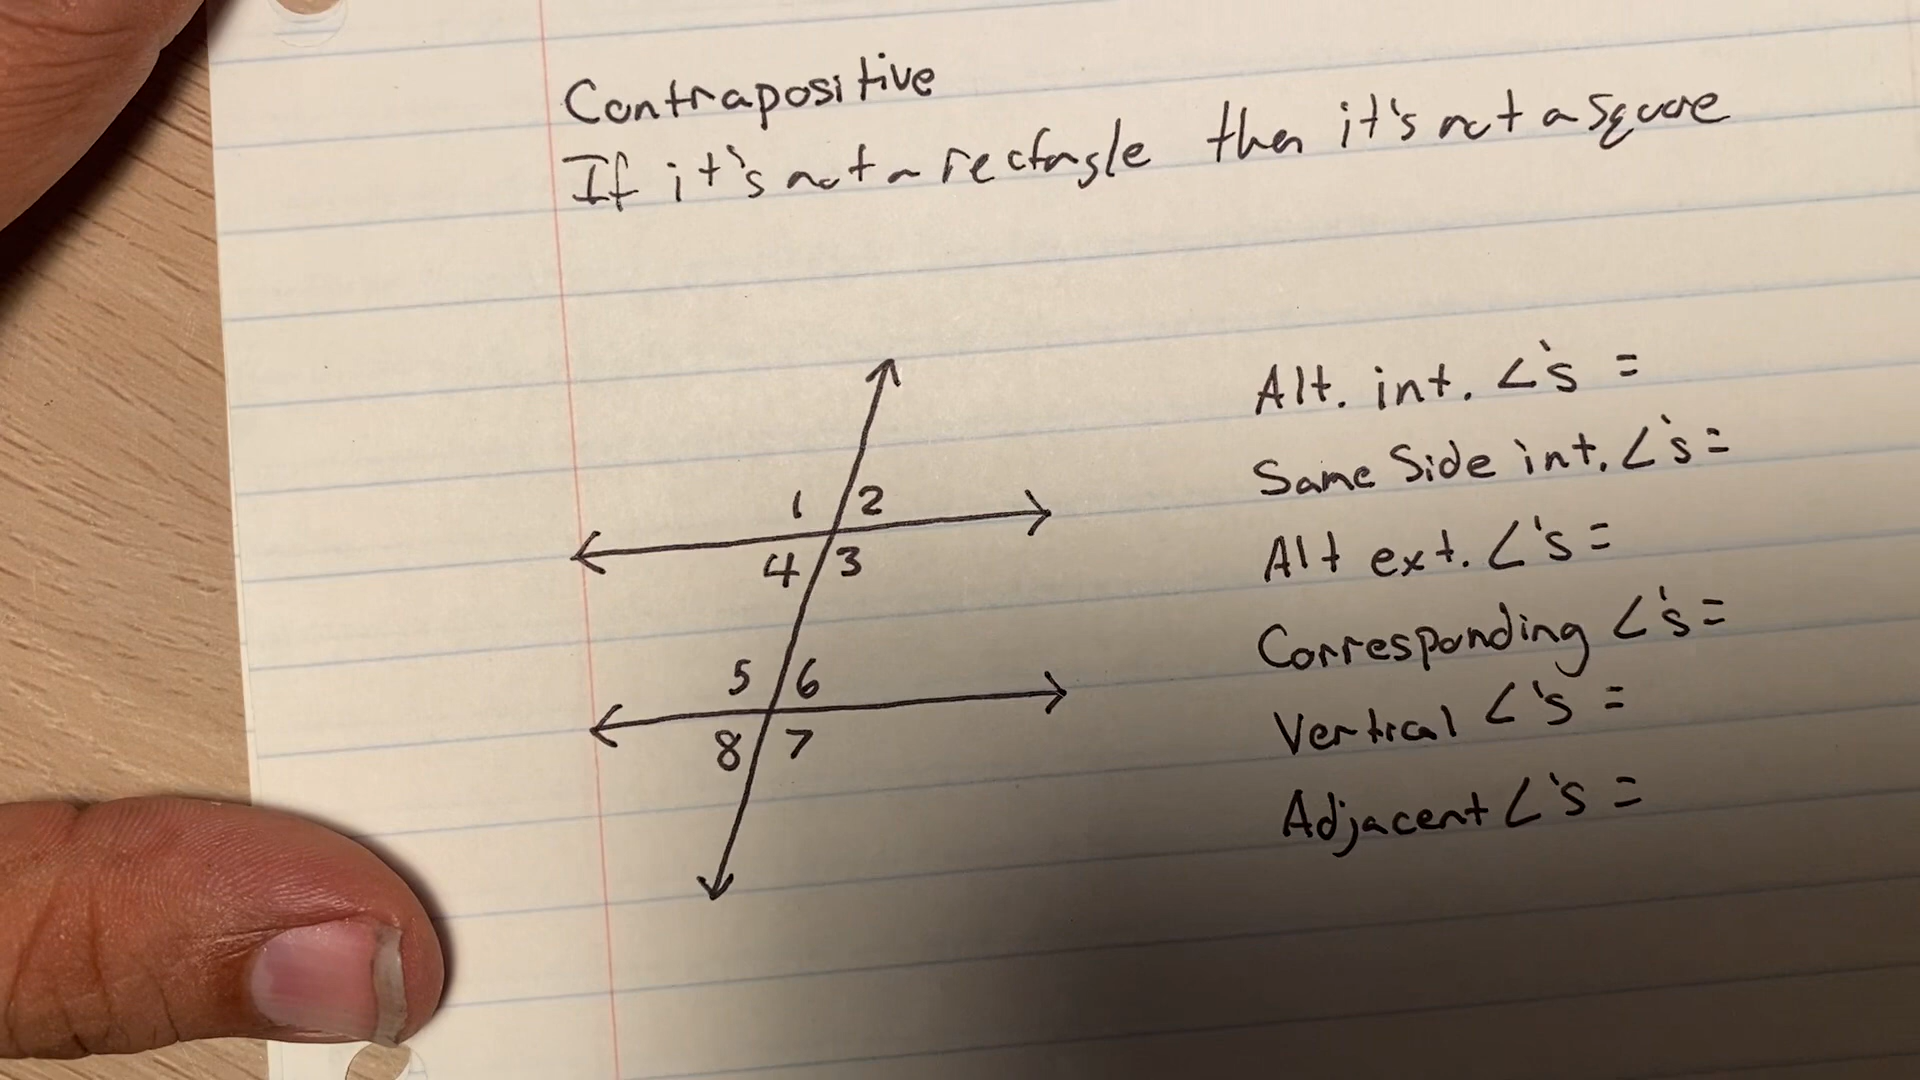 Contrapositive
If it's not a rectangle then it's not a square
Alt. int. ∠'s =
Same Side int. ∠'s =
Alt ext. ∠'s =
Corresponding ∠'s =
Vertical ∠'s =
Adjacent ∠'s =
1 2
4 3
5 6
8 7